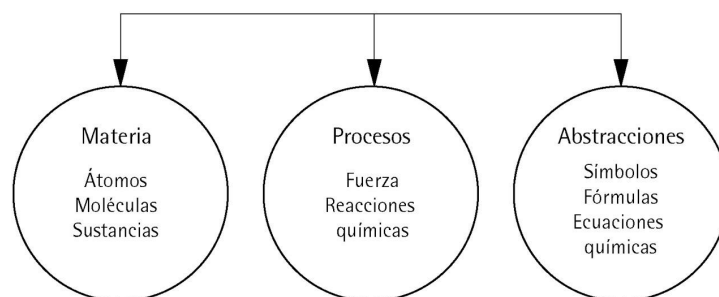 Materia
Átomos
Moléculas
Sustancias
Procesos
Fuerza
Reacciones
químicas
Abstracciones
Símbolos
Fórmulas
Ecuaciones
químicas